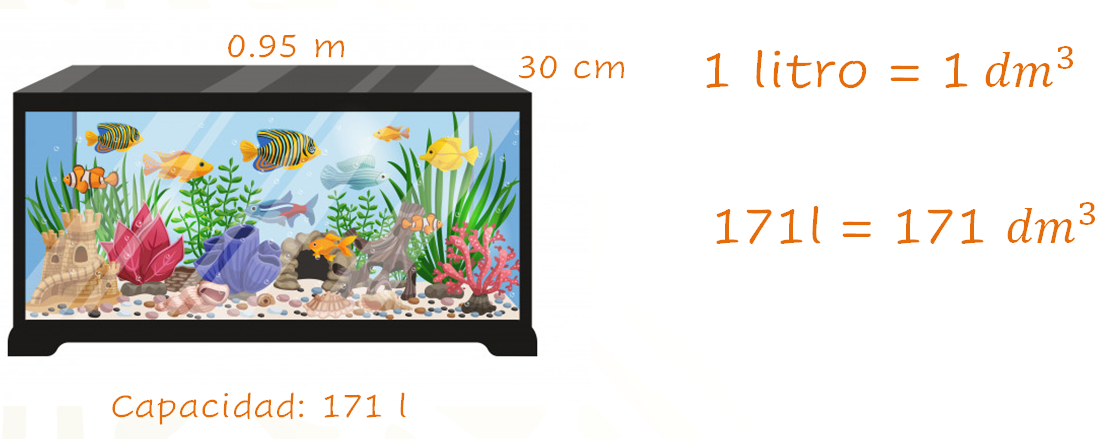 0.95 m
30 cm
1 litro = 1 dm³
171l = 171 dm³
Capacidad: 171 l